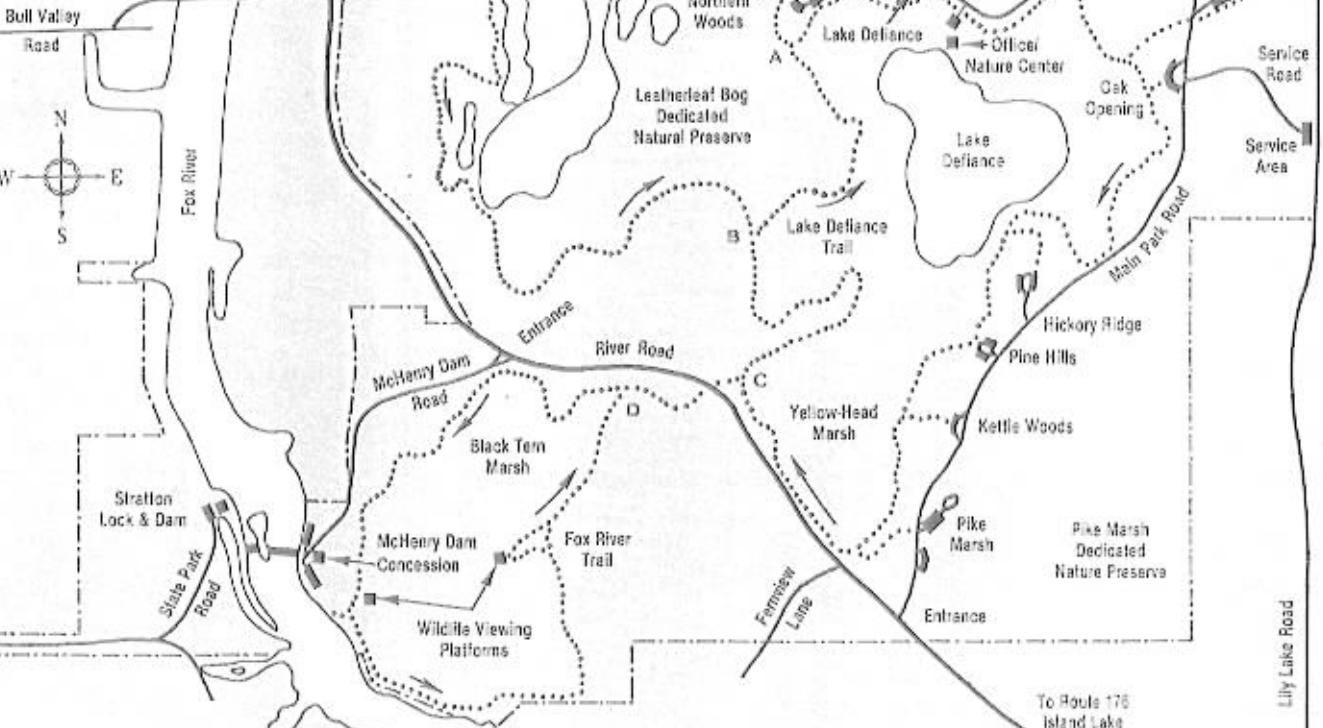 Bull Valley
Road
Northern
Woods
Lake Defiance
Office/
Nature Center
A
Service
Road
Oak
Opening
Leatherleaf Bog
Dedicated
Natural Preserve
N
W
E
S
Fox River
Lake
Defiance
Service
Area
B
Lake Defiance
Trail
Main Park Road
Entrance
Hickory Ridge
River Road
Pine Hills
McHenry Dam
Road
C
D
Yellow-Head
Marsh
Kettle Woods
Black Tern
Marsh
Stratton
Lock & Dam
McHenry Dam
Concession
Fox River
Trail
Pike
Marsh
Pike Marsh
Dedicated
Nature Preserve
State Park
Road
Fernview
Lane
Entrance
Wildlife Viewing
Platforms
Lily Lake Road
To Route 176
Island Lake